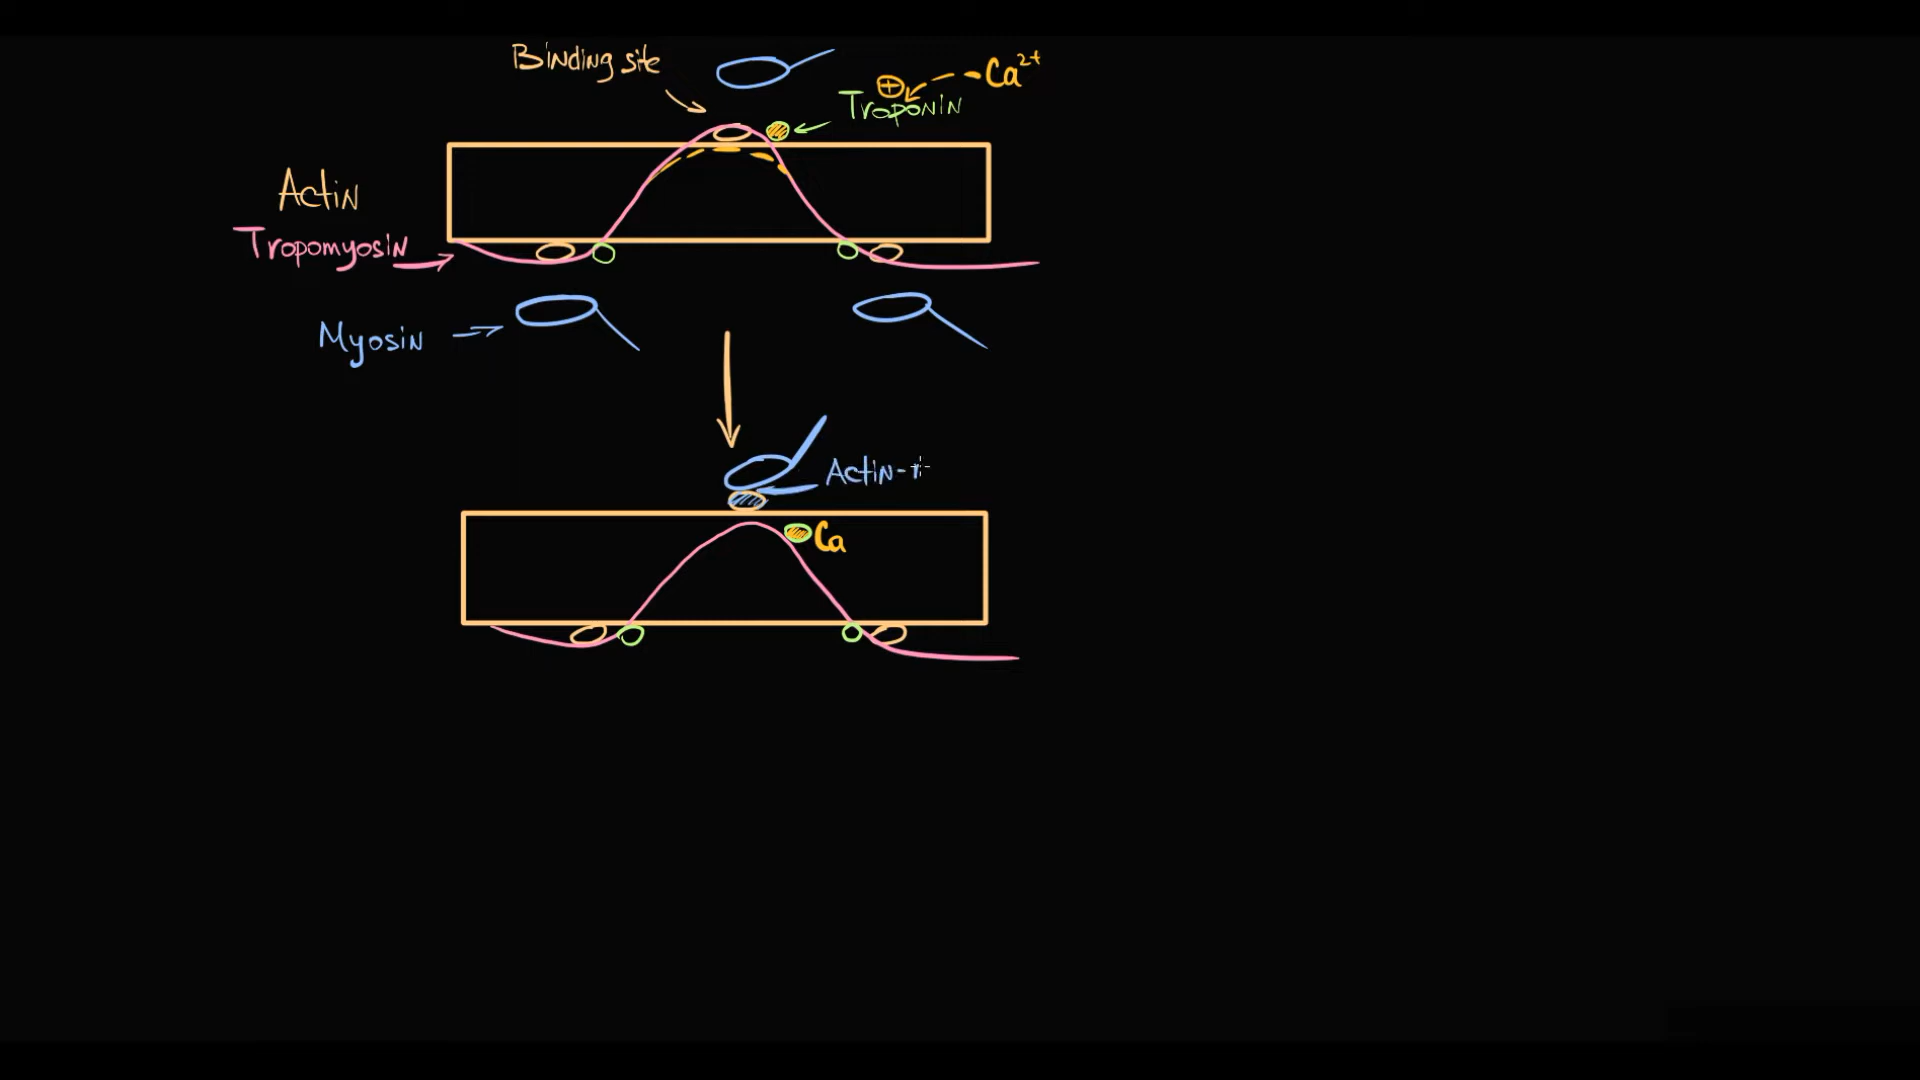 Binding site
Ca2+
Troponin
Actin
Tropomyosin
Myosin
Actin-
Ca